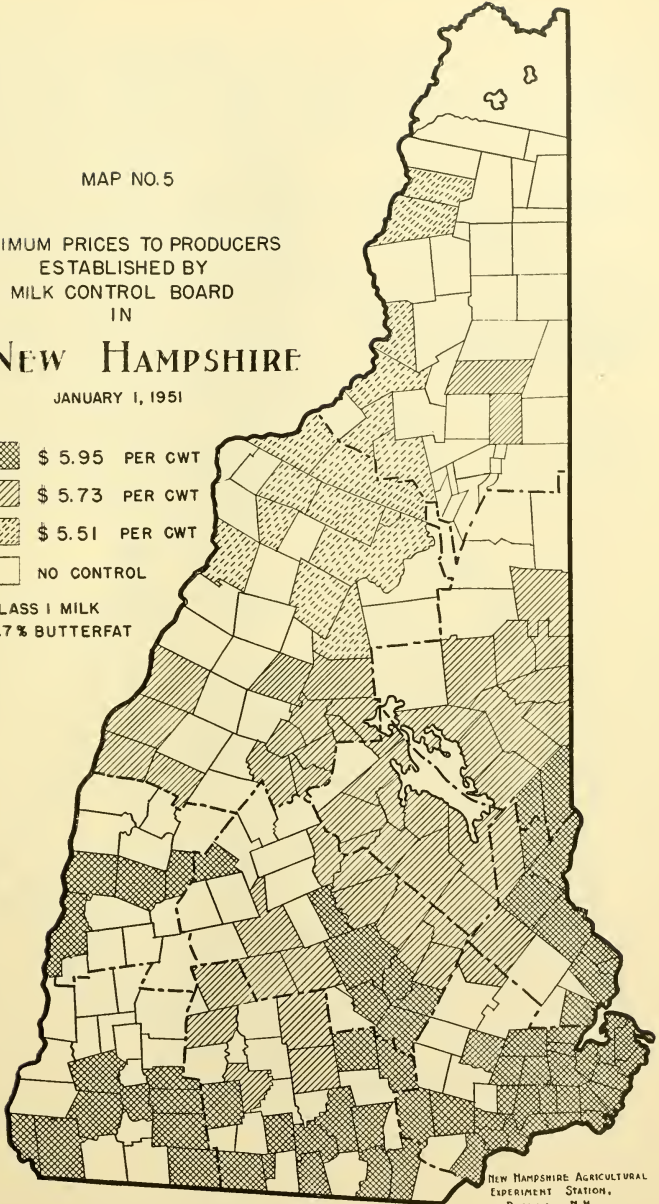 MAP NO. 5
IMUM PRICES TO PRODUCERS
ESTABLISHED BY
MILK CONTROL BOARD
IN
NEW HAMPSHIRE
JANUARY 1, 1951
$ 5.95 PER CWT
$ 5.73 PER CWT
$ 5.51 PER CWT
NO CONTROL
LASS I MILK
.7% BUTTERFAT
NEW HAMPSHIRE AGRICULTURAL
EXPERIMENT STATION,
N.H.